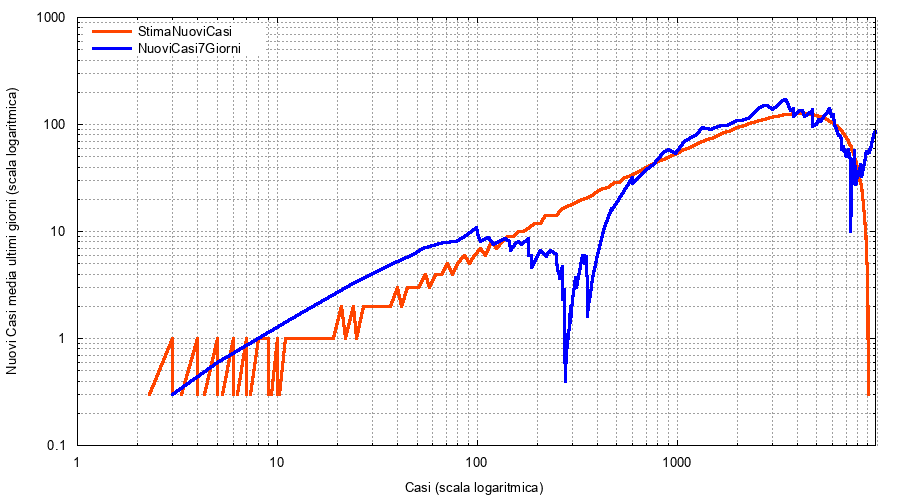 1000
100
10
1
0.1
StimaNuoviCasi
NuoviCasi7Giorni
Nuovi Casi media ultimi giorni (scala logaritmica)
1 10 100 1000
Casi (scala logaritmica)